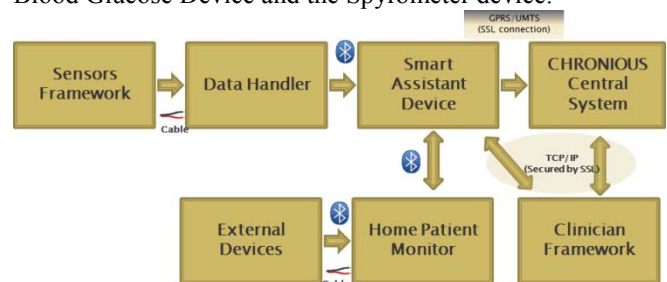 Blood Glucose Device and the Spyrometer device.
GPRS/UMTS
(SSL connection)
Sensors
Framework
Data Handler
Smart
Assistant
Device
CHRONIOUS
Central
System
Cable
TCP/IP
(Secured by SSL)
External
Devices
Home Patient
Monitor
Clinician
Framework